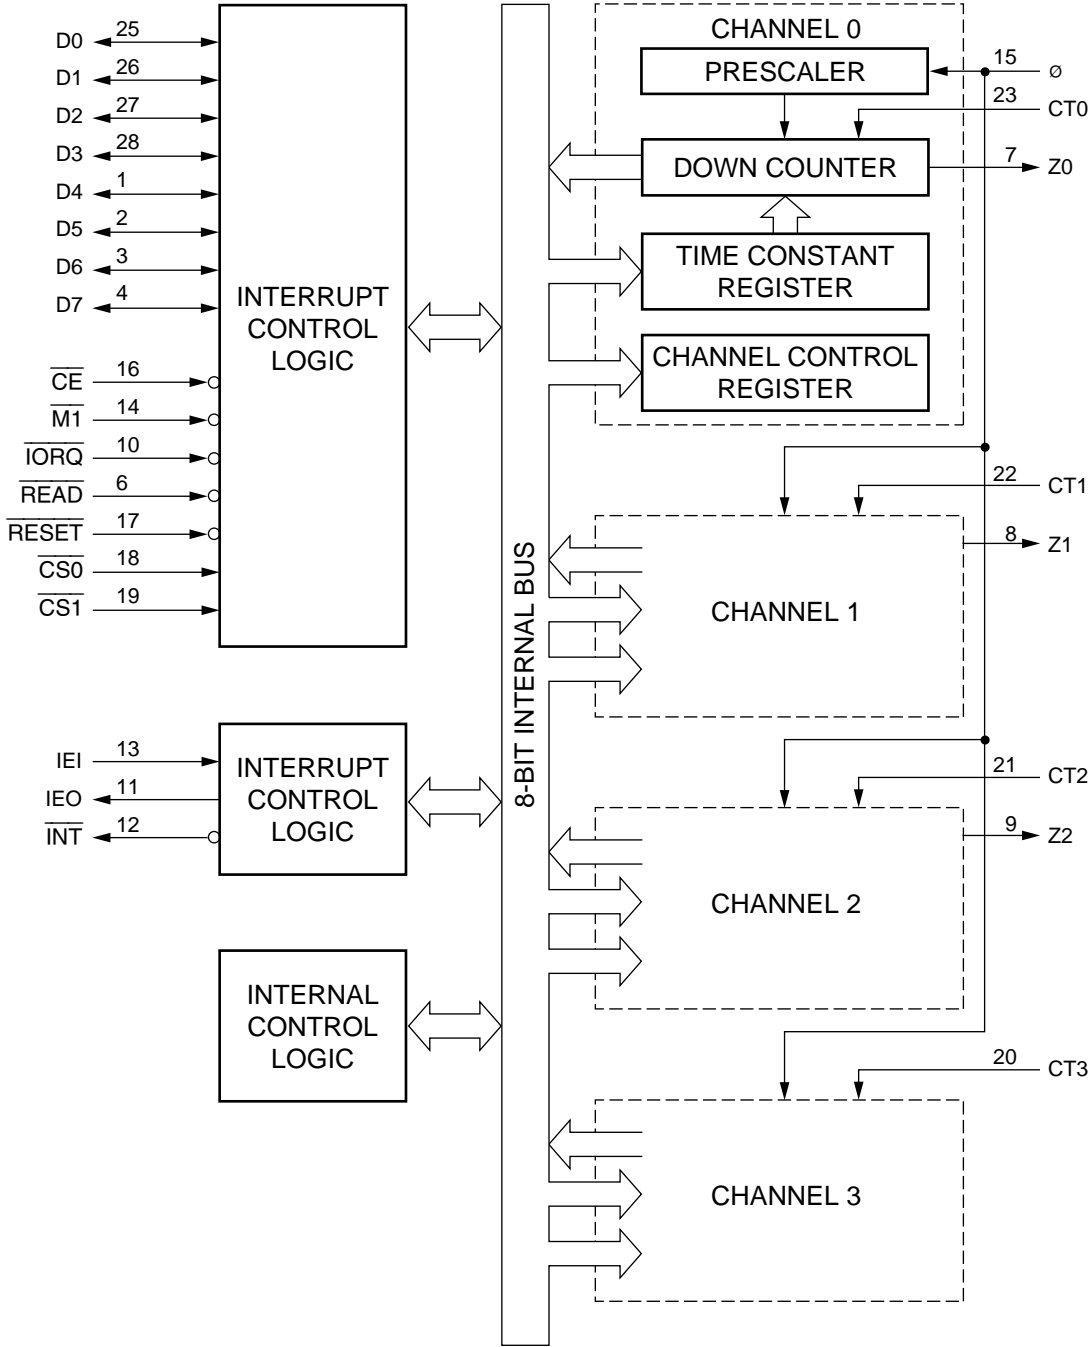 D0 25
D1 26
D2 27
D3 28
D4 1
D5 2
D6 3
D7 4
CE 16
M1 14
IORQ 10
READ 6
RESET 17
CS0 18
CS1 19
INTERRUPT
CONTROL
LOGIC
IEI 13
IEO 11
INT 12
INTERRUPT
CONTROL
LOGIC
INTERNAL
CONTROL
LOGIC
8-BIT INTERNAL BUS
CHANNEL 0
PRESCALER
DOWN COUNTER
TIME CONSTANT
REGISTER
CHANNEL CONTROL
REGISTER
15 ø
23 CT0
7 Z0
22 CT1
8 Z1
CHANNEL 1
21 CT2
9 Z2
CHANNEL 2
20 CT3
CHANNEL 3